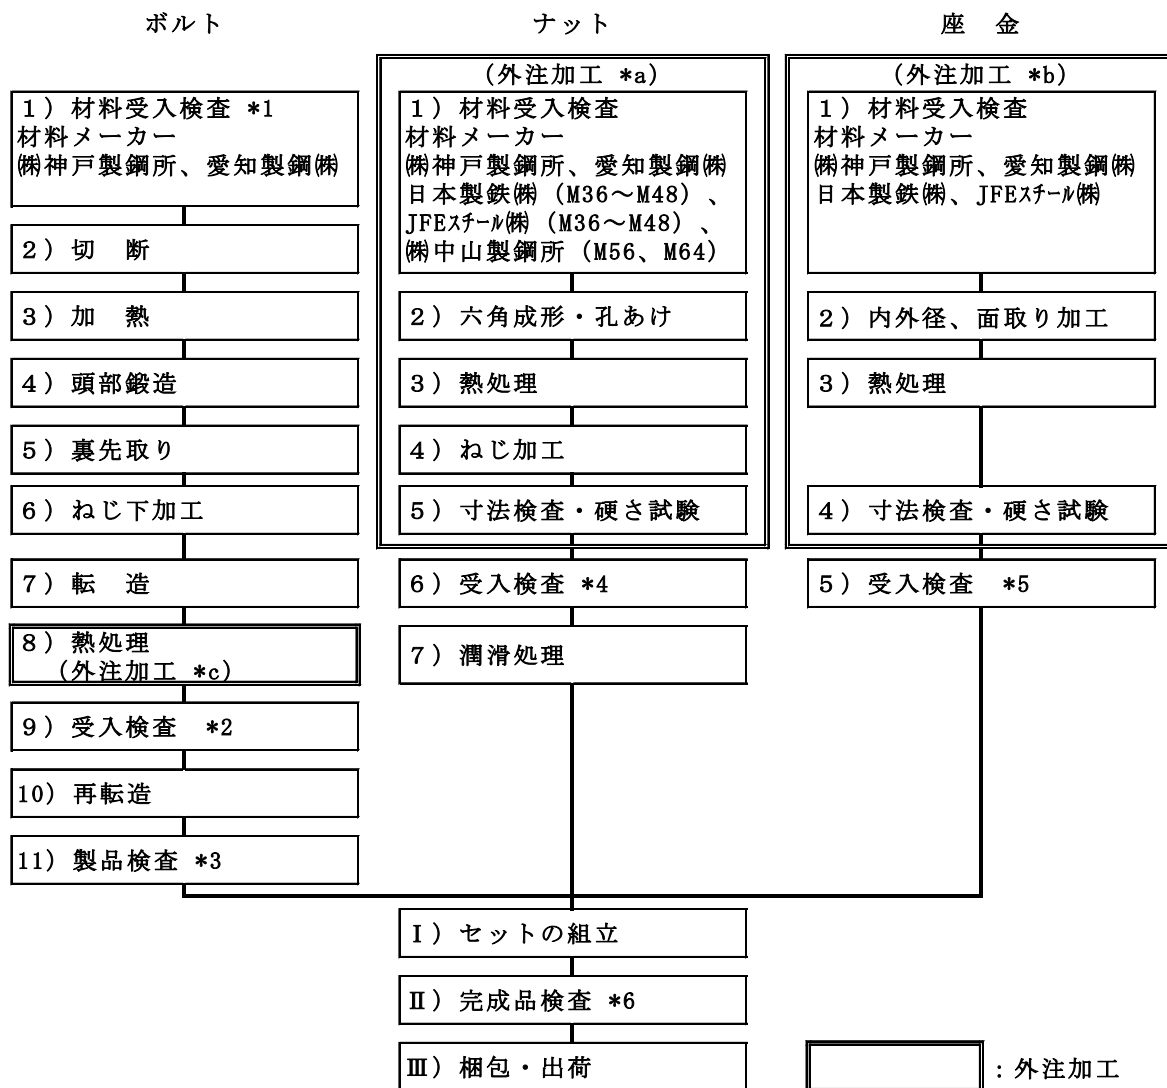 ボルト
1) 材料受入検査 *1
材料メーカー
㈱神戸製鋼所、愛知製鋼㈱
2) 切　断
3) 加　熱
4) 頭部鍛造
5) 裏先取り
6) ねじ下加工
7) 転　造
8) 熱処理
(外注加工 *c)
9) 受入検査　*2
10) 再転造
11) 製品検査 *3
ナット
(外注加工 *a)
1) 材料受入検査
材料メーカー
㈱神戸製鋼所、愛知製鋼㈱
日本製鉄㈱ (M36～M48)、
JFEスチール㈱ (M36～M48)、
㈱中山製鋼所 (M56、M64)
2) 六角成形・孔あけ
3) 熱処理
4) ねじ加工
5) 寸法検査・硬さ試験
6) 受入検査 *4
7) 潤滑処理
座　金
(外注加工 *b)
1) 材料受入検査
材料メーカー
㈱神戸製鋼所、愛知製鋼㈱
日本製鉄㈱、JFEスチール㈱
2) 内外径、面取り加工
3) 熱処理
4) 寸法検査・硬さ試験
5) 受入検査　*5
Ⅰ) セットの組立
Ⅱ) 完成品検査 *6
Ⅲ) 梱包・出荷
：外注加工